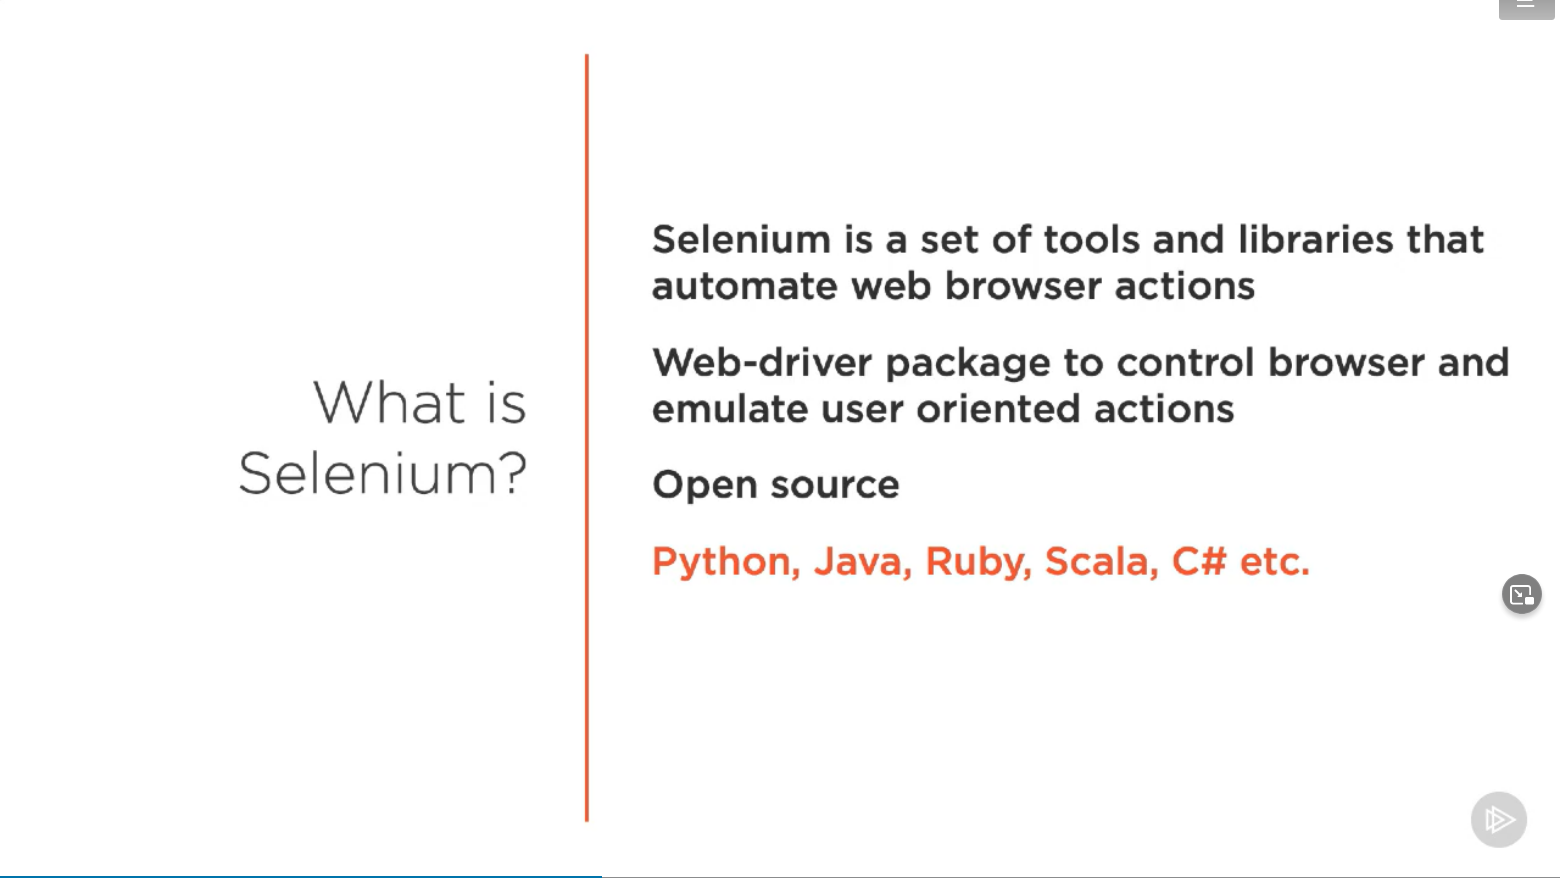 What is
Selenium?
Selenium is a set of tools and libraries that
automate web browser actions
Web-driver package to control browser and
emulate user oriented actions
Open source
Python, Java, Ruby, Scala, C# etc.